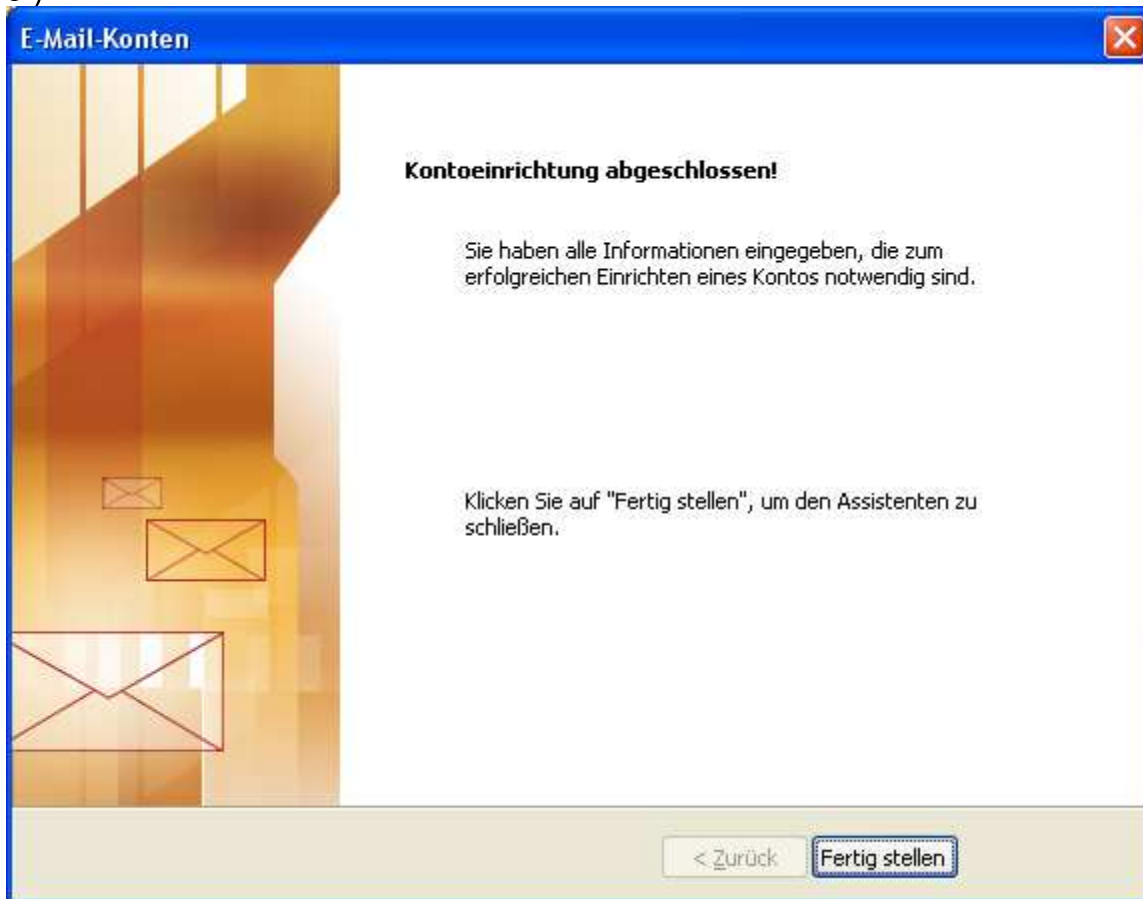 E-Mail-Konten
Kontoeinrichtung abgeschlossen!
Sie haben alle Informationen eingegeben, die zum
erfolgreichen Einrichten eines Kontos notwendig sind.
Klicken Sie auf "Fertig stellen", um den Assistenten zu
schließen.
< Zurück Fertig stellen